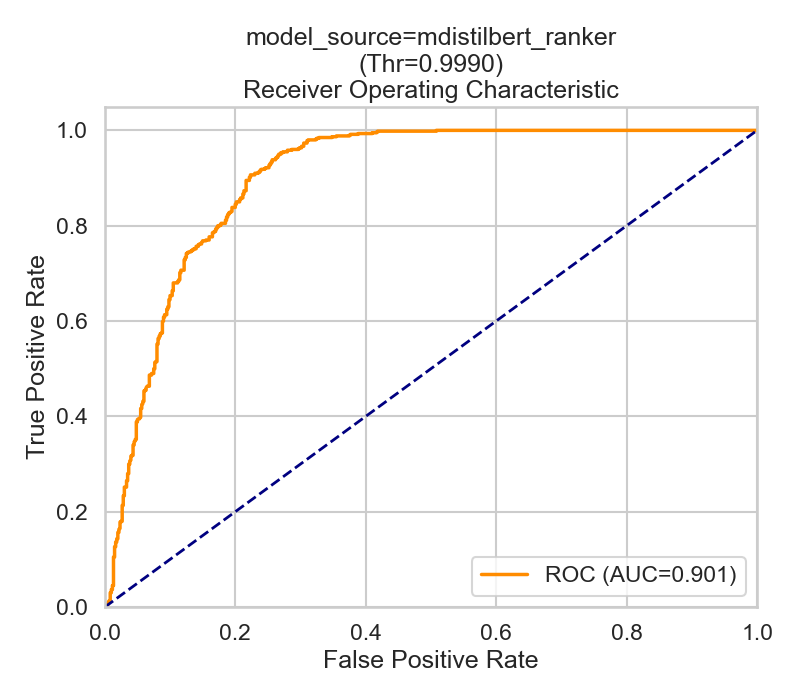 model_source=mdistilbert_ranker
(Thr=0.9990)
Receiver Operating Characteristic
1.0
0.8
0.6
0.4
0.2
0.0
True Positive Rate
ROC (AUC=0.901)
0.0 0.2 0.4 0.6 0.8 1.0
False Positive Rate